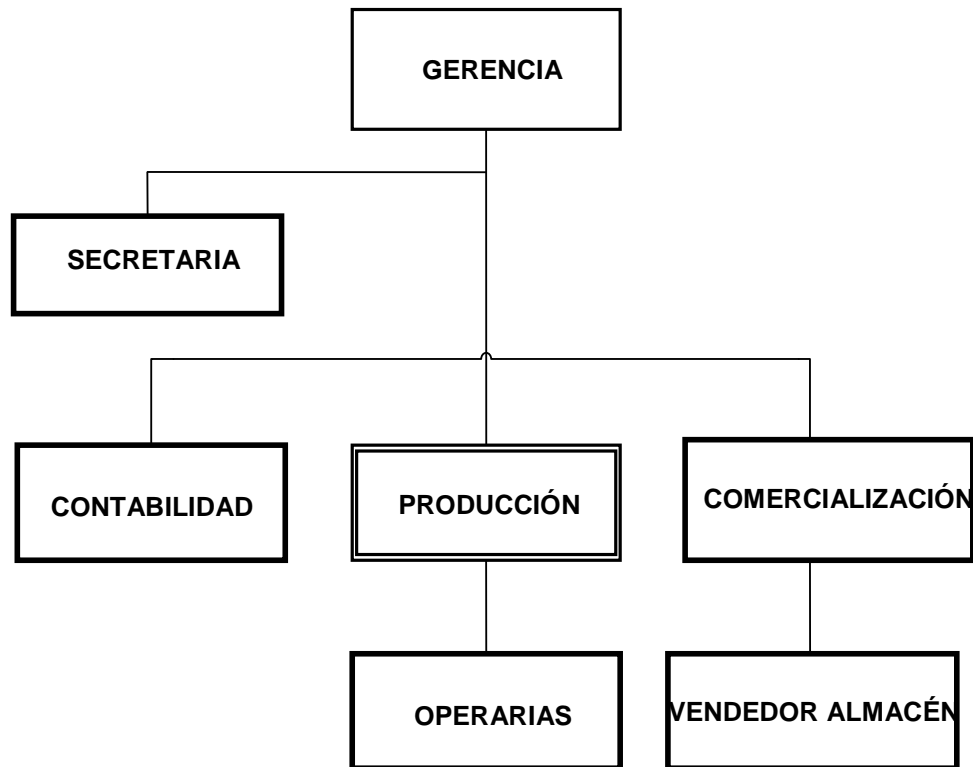 GERENCIA
SECRETARIA
CONTABILIDAD
PRODUCCIÓN
COMERCIALIZACIÓN
OPERARIAS
VENDEDOR ALMACÉN